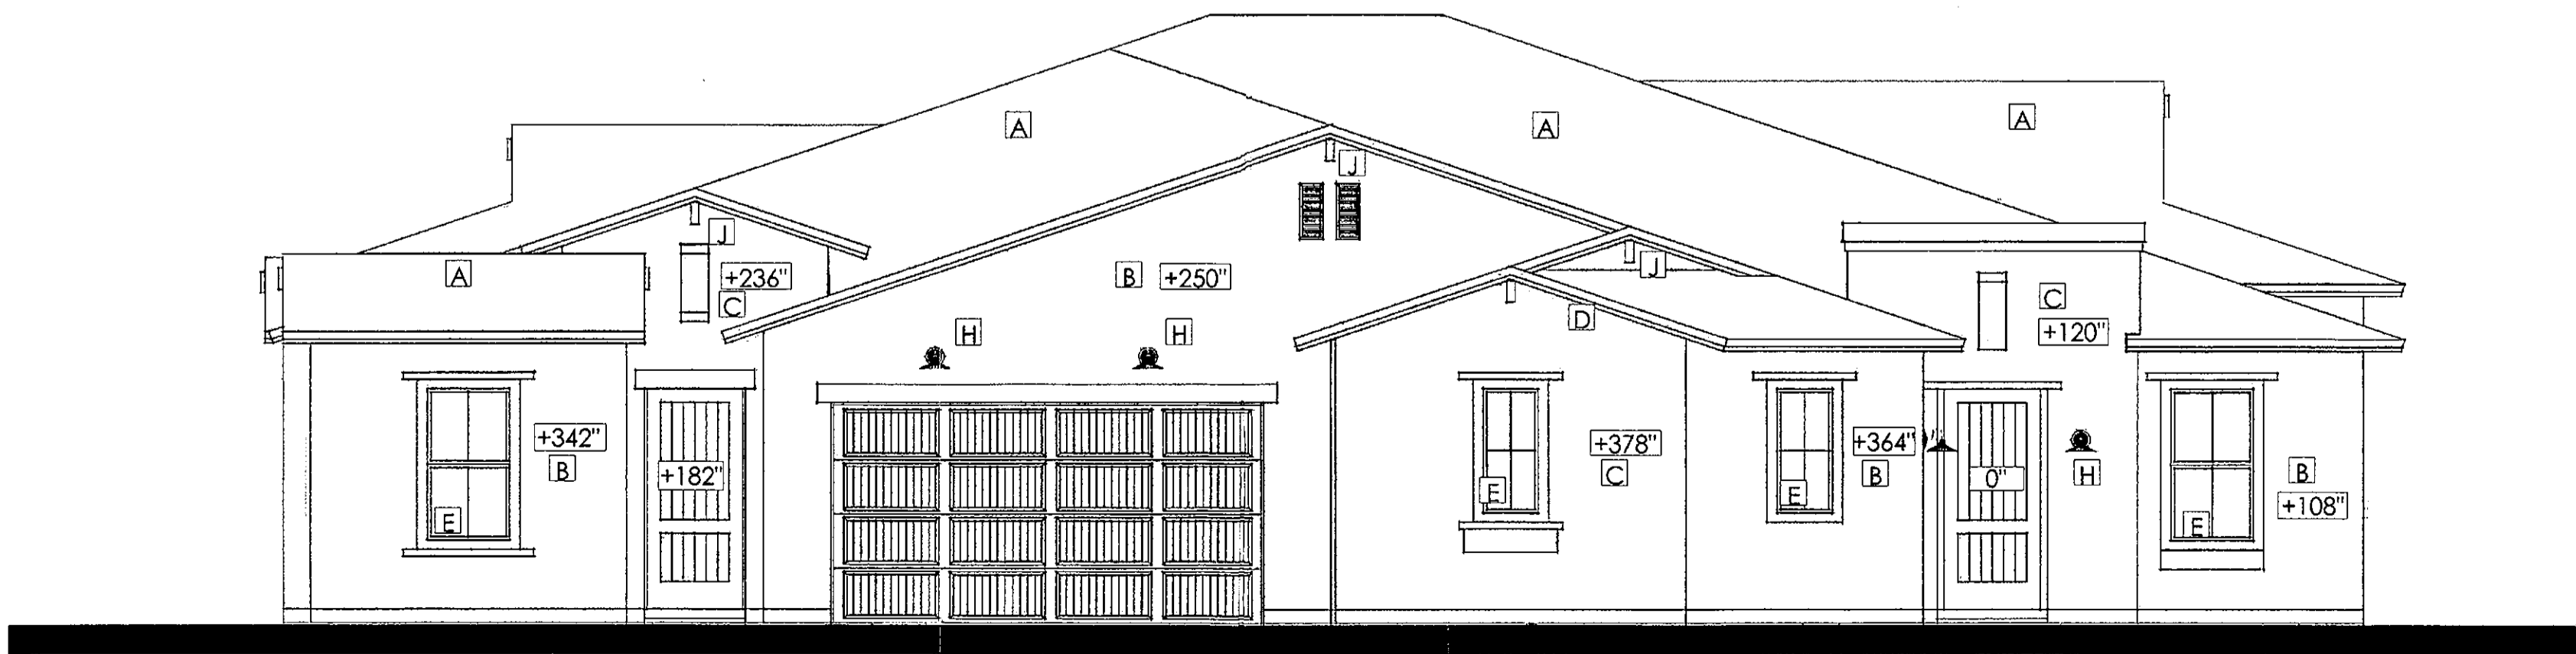 A
A
A
J
J
+236"
C
A
B
+250"
J
D
H
H
C
+120"
+342"
B
+182"
E
+378"
C
E
+364"
B
E
0"
H
B
+108"
E